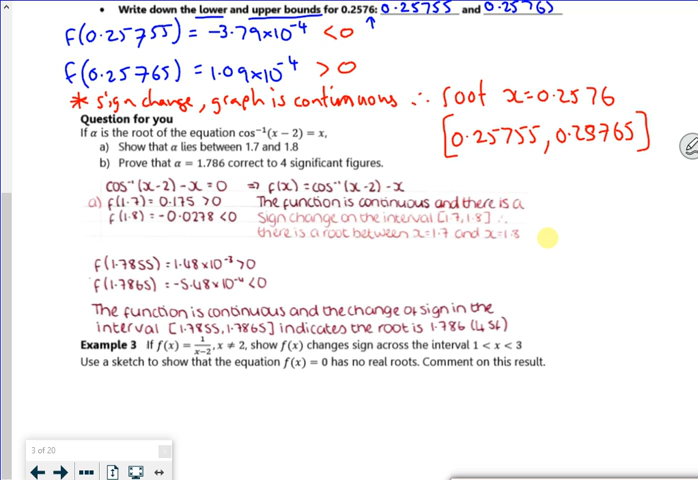 • Write down the lower and upper bounds for 0.2576: 0.25755 and 0.25765
f(0.25755) = -3.79×10⁻⁴ <0
f(0.25765) = 1.09×10⁻⁴ >0
* sign change, graph is continuous ∴ root x=0.2576
[0.25755, 0.25765]
Question for you
If α is the root of the equation cos⁻¹(x − 2) = x,
a) Show that α lies between 1.7 and 1.8
b) Prove that α = 1.786 correct to 4 significant figures.
cos⁻¹(x-2)-x=0 ⇒ f(x)=cos⁻¹(x-2)-x
a) f(1.7)=0.175 >0 The function is continuous and there is a
f(1.8)=-0.0278 <0 sign change on the interval [1.7,1.8] ∴
there is a root between x=1.7 and x=1.8
f(1.7855)=1.48×10⁻³>0
f(1.7865)=-5.48×10⁻⁴<0
The function is continuous and the change of sign in the
interval [1.7855,1.7865] indicates the root is 1.786 (4sf)
Example 3 If f(x) = 1/(x−2), x ≠ 2, show f(x) changes sign across the interval 1 < x < 3
Use a sketch to show that the equation f(x) = 0 has no real roots. Comment on this result.
3 of 20